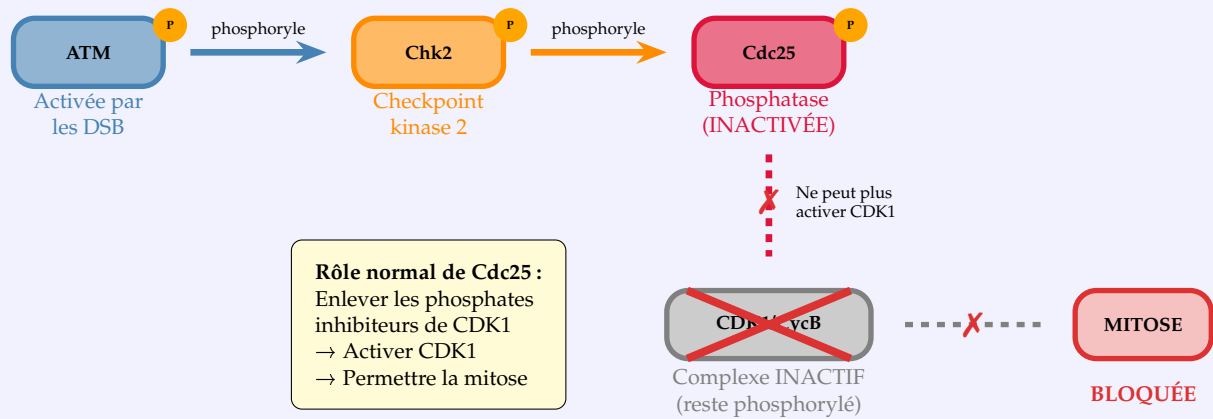 P
P
P
phosphoryle
phosphoryle
ATM
Chk2
Cdc25
Activée par
les DSB
Checkpoint
kinase 2
Phosphatase
(INACTIVÉE)
Ne peut plus
activer CDK1
Rôle normal de Cdc25 :
Enlever les phosphates
inhibiteurs de CDK1
→ Activer CDK1
→ Permettre la mitose
CDK1/CycB
MITOSE
Complexe INACTIF
(reste phosphorylé)
BLOQUÉE